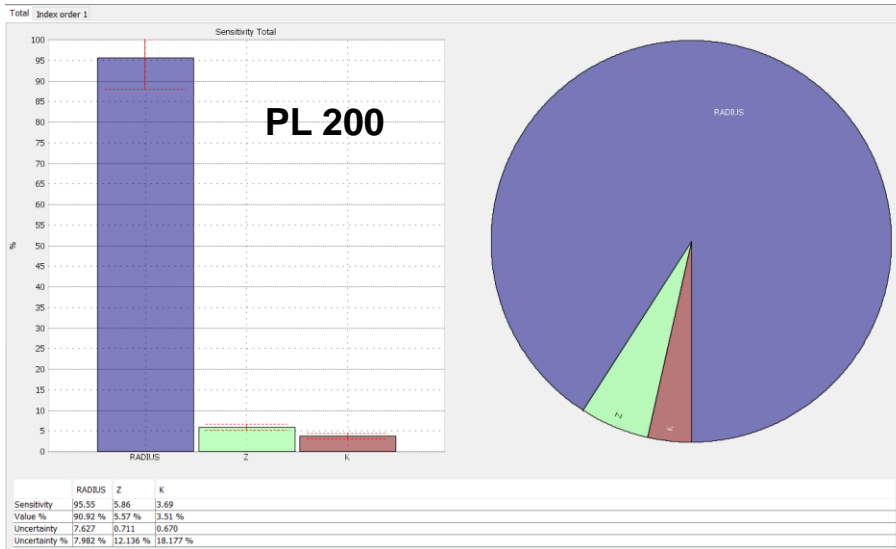 Total Index order 1
Sensitivity Total
100
95
90
85
80
75
70
65
60
55
50
45
40
35
30
25
20
15
10
5
0
%
PL 200
RADIUS Z K
RADIUS
Z
K
RADIUS Z K
Sensitivity 95.55 5.86 3.69
Value % 90.92 % 5.57 % 3.51 %
Uncertainty 7.627 0.711 0.670
Uncertainty % 7.982 % 12.136 % 18.177 %